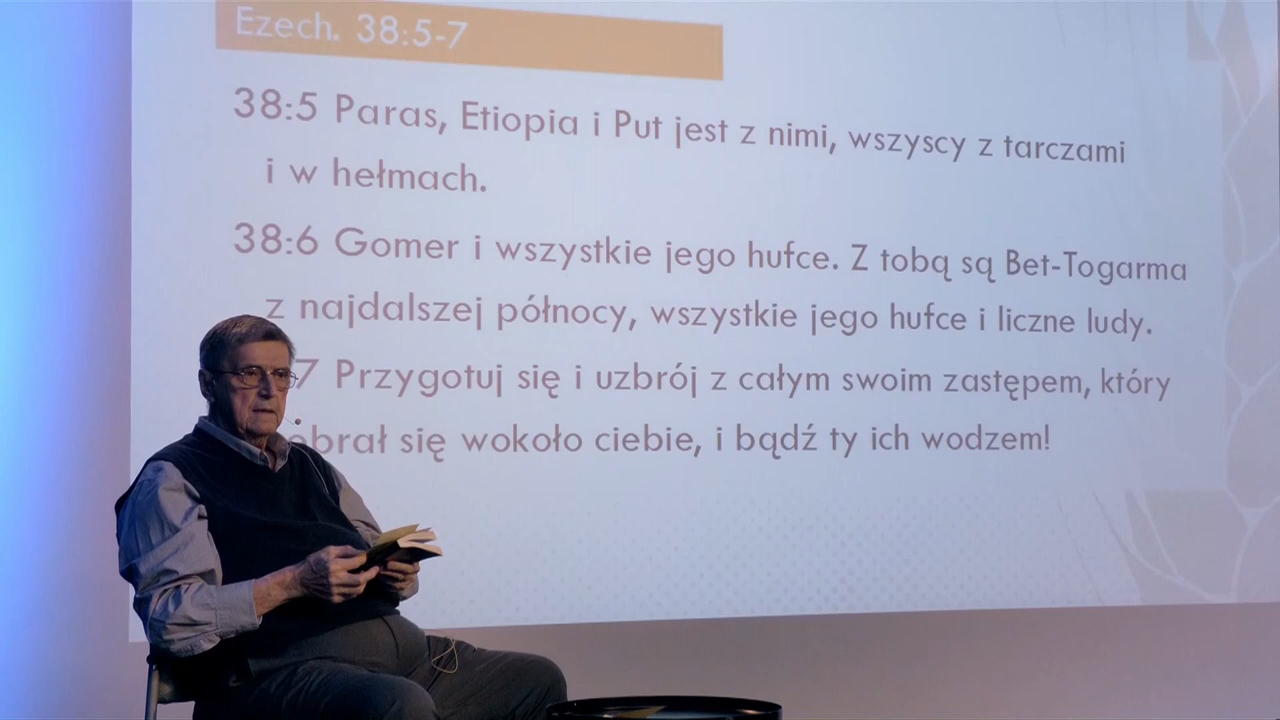 Ezech. 38:5-7
38:5 Paras, Etiopia i Put jest z nimi, wszyscy z tarczami
i w hełmach.
38:6 Gomer i wszystkie jego hufce. Z tobą są Bet-Togarma
z najdalszej północy, wszystkie jego hufce i liczne ludy.
7 Przygotuj się i uzbrój z całym swoim zastępem, który
ebrał się wokoło ciebie, i bądź ty ich wodzem!